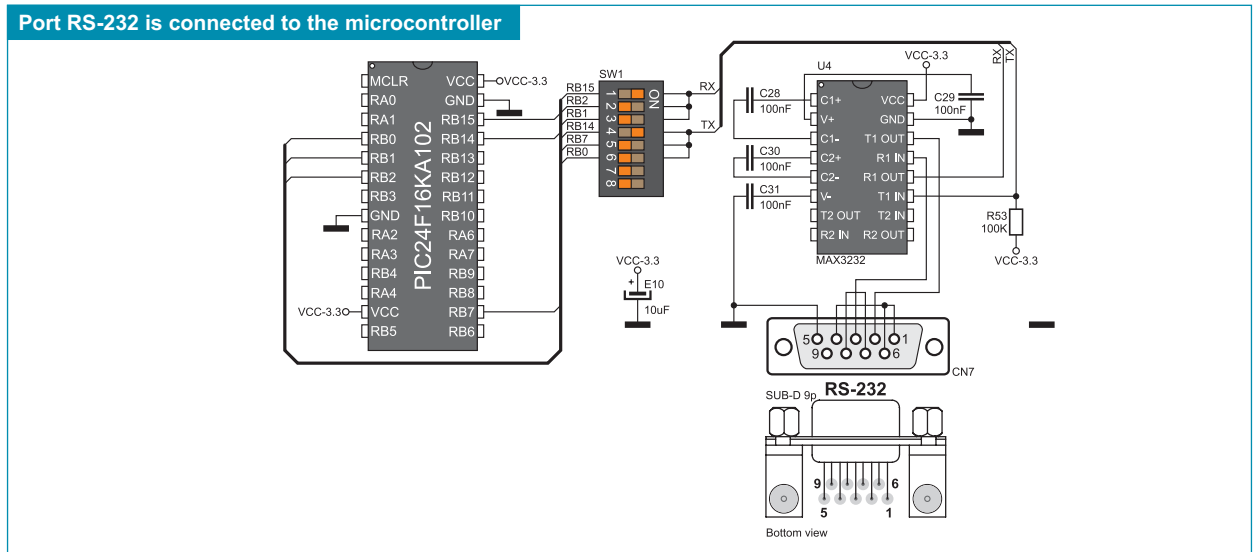 Port RS-232 is connected to the microcontroller
MCLR
RA0
RA1
RB0
RB1
RB2
RB3
GND
RA2
RA3
RB4
RA4
VCC
RB5
PIC24F16KA102
VCC
GND
RB15
RB14
RB13
RB12
RB11
RB10
RA6
RA7
RB9
RB8
RB7
RB6
VCC-3.3
VCC-3.3
SW1
RB15
RB2
RB1
RB14
RB7
RB0
1
2
3
4
5
6
7
8
ON
RX
TX
VCC-3.3
E10
+
10uF
C28
100nF
C30
100nF
C31
100nF
U4
C1+
V+
C1-
C2+
C2-
V-
T2 OUT
R2 IN
VCC
GND
T1 OUT
R1 IN
R1 OUT
T1 IN
T2 IN
R2 OUT
MAX3232
VCC-3.3
C29
100nF
RX
TX
R53
100K
VCC-3.3
5
1
9
6
CN7
SUB-D 9p
RS-232
9
6
5
1
Bottom view